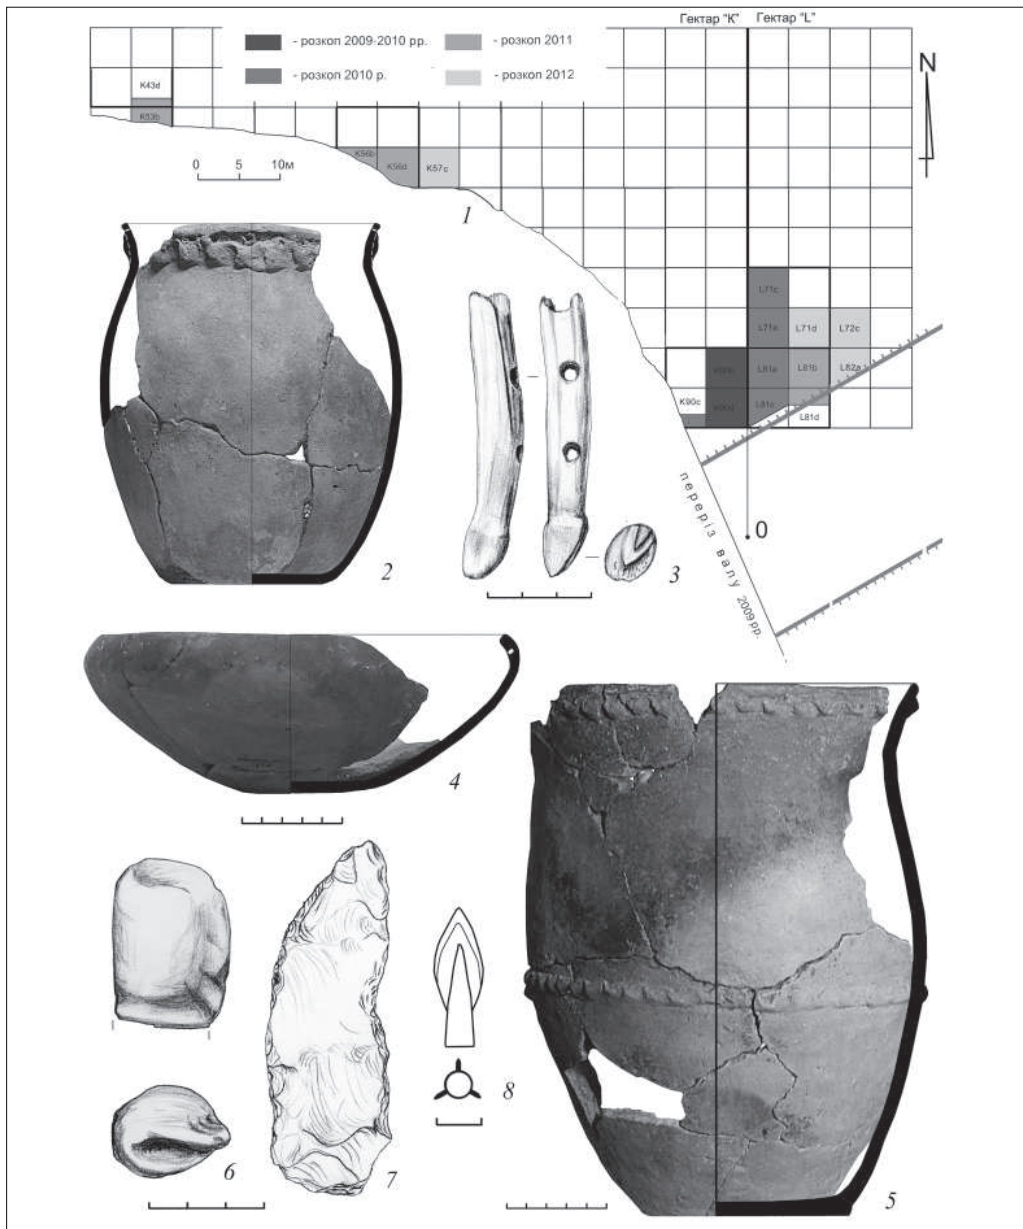 Гектар "К" Гектар "L"
- розкоп 2009-2010 рр.
- розкоп 2011
- розкоп 2010 р.
- розкоп 2012
N
K43d
K53b
K56b
K56d
K57c
0 5 10м
1
L71c
L71a
L71d
L72c
L81a
L81b
L82a
K90c
L81c
L81d
переріз валу 2009 рр.
0
2
3
4
5
6
7
8